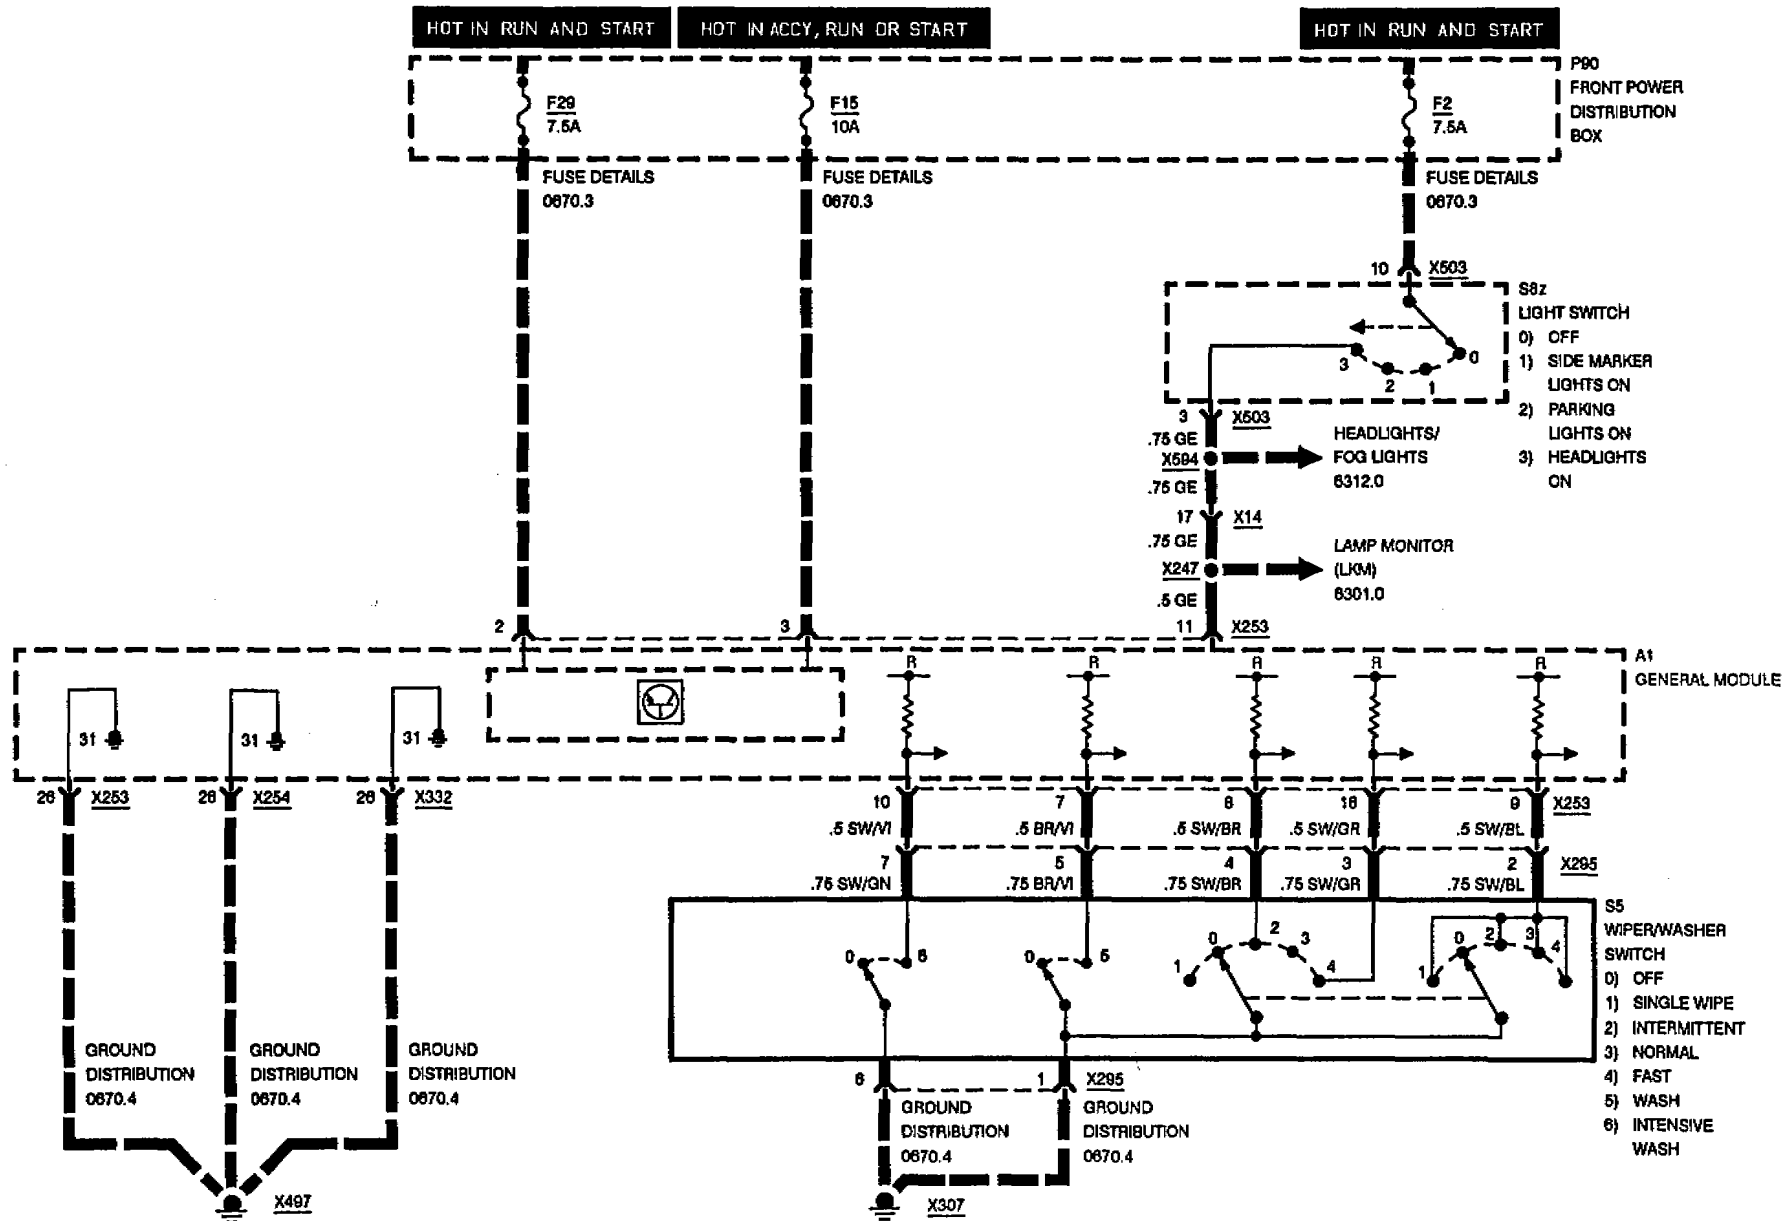 HOT IN RUN AND START
HOT IN ACCY, RUN OR START
HOT IN RUN AND START
P90
FRONT POWER
DISTRIBUTION
BOX
F29
7.5A
F15
10A
F2
7.5A
FUSE DETAILS
0670.3
FUSE DETAILS
0670.3
FUSE DETAILS
0670.3
10
X503
S8z
LIGHT SWITCH
0) OFF
1) SIDE MARKER
LIGHTS ON
2) PARKING
LIGHTS ON
3) HEADLIGHTS
ON
3
2
1
0
3
X503
.75 GE
X594
HEADLIGHTS/
FOG LIGHTS
6312.0
.75 GE
17
X14
.75 GE
X247
LAMP MONITOR
(LKM)
6301.0
.5 GE
2
3
11
X253
A1
GENERAL MODULE
R
R
R
R
R
31
31
31
26
X253
26
X254
26
X332
10
7
8
16
9
X253
.5 SW/VI
.5 BR/VI
.5 SW/BR
.5 SW/GR
.5 SW/BL
7
5
4
3
2
X295
.75 SW/GN
.75 BR/VI
.75 SW/BR
.75 SW/GR
.75 SW/BL
S5
WIPER/WASHER
SWITCH
0) OFF
1) SINGLE WIPE
2) INTERMITTENT
3) NORMAL
4) FAST
5) WASH
6) INTENSIVE
WASH
0
6
0
5
1
0
2
3
4
1
0
2
3
4
GROUND
DISTRIBUTION
0670.4
GROUND
DISTRIBUTION
0670.4
GROUND
DISTRIBUTION
0670.4
6
1
X295
GROUND
DISTRIBUTION
0670.4
GROUND
DISTRIBUTION
0670.4
X497
X307